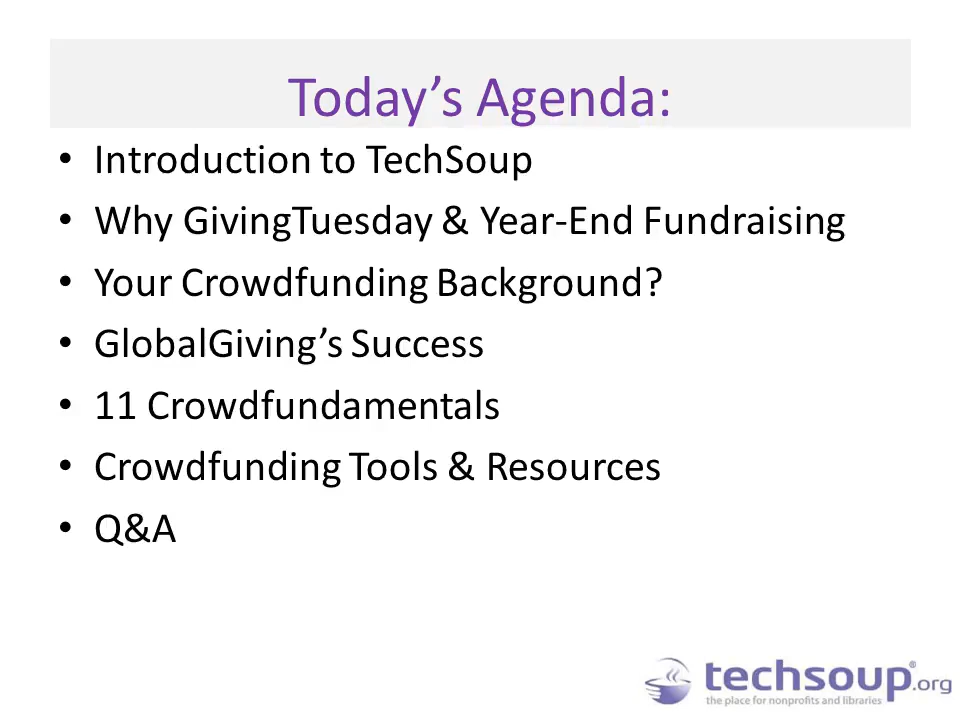 Today’s Agenda:
• Introduction to TechSoup
• Why GivingTuesday & Year-End Fundraising
• Your Crowdfunding Background?
• GlobalGiving’s Success
• 11 Crowdfundamentals
• Crowdfunding Tools & Resources
• Q&A
techsoup®.org
the place for nonprofits and libraries